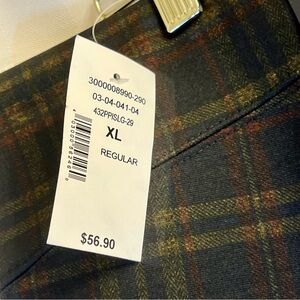 3000008990-290
03-04-041-04
432PPISLG-29
XL
REGULAR
$56.90